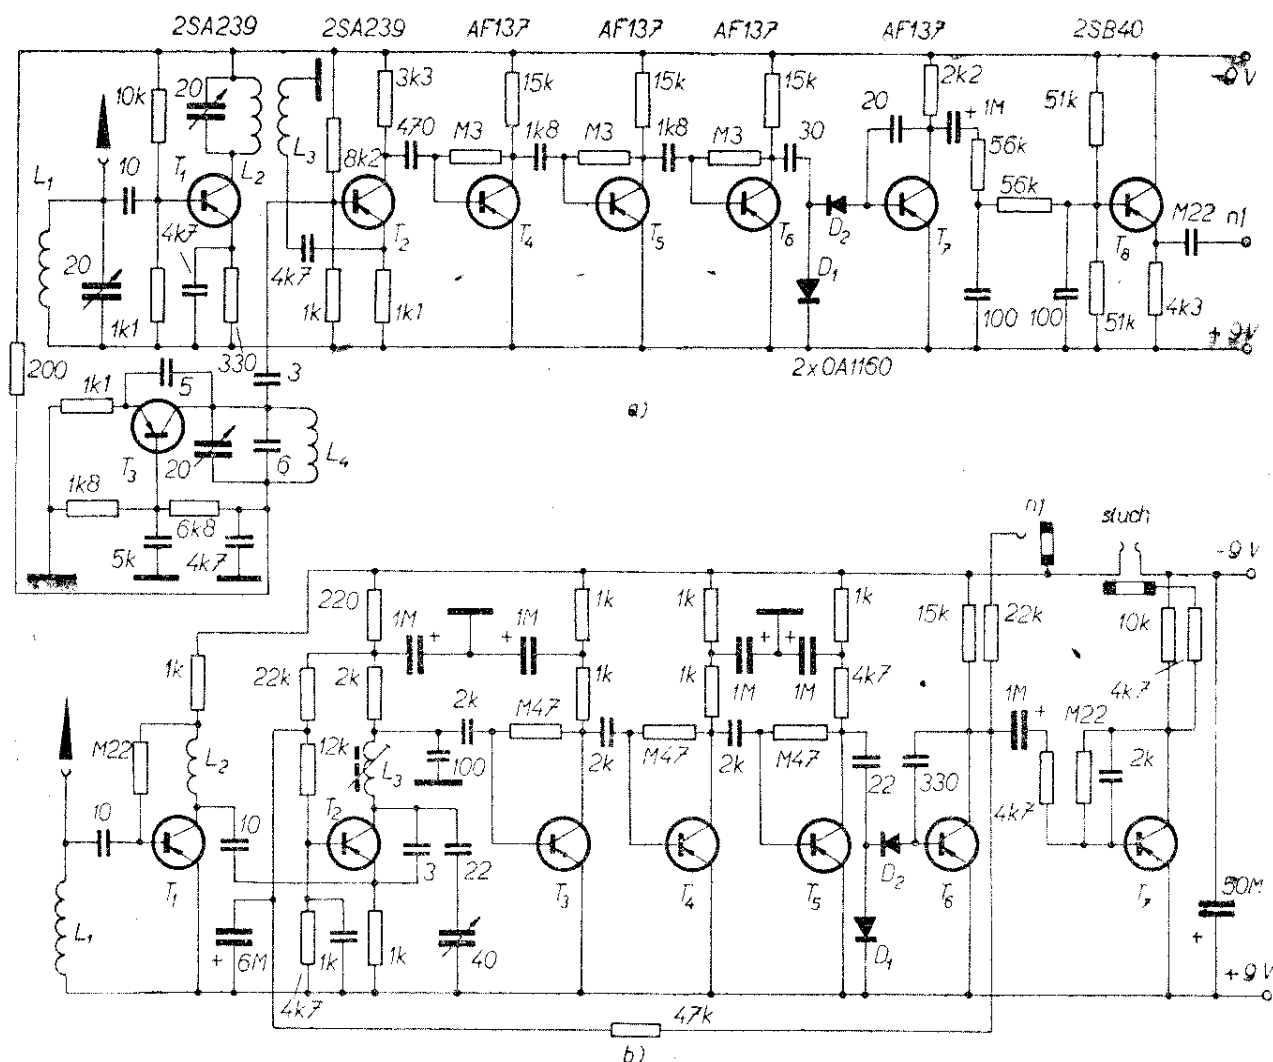 2SA239 2SA239 AF137 AF137 AF137 AF137 2SB40
-9V
10k 20 3k3 15k 15k 15k 2k2 51k
L2 L3 470 M3 1k8 M3 1k8 M3 30 20 1M + 56k
L1 10 T1 8k2 56k
T2 T4 T5 T6 D2 T7 T8 M22 nf
4k7 4k7
20 1k1 330 1k 1k1 D1 100 100 51k 4k3
+9V
200 3 2x0A1160
1k1 5
a)
T3 20 6 L4
1k8 6k8
5k 4k7
nf sluch
-9V
220 1M + + 1M 1k 1k 1M + + 1M 1k 15k 22k 10k 4k7
1k 22k 2k 1k 1k 4k7
M22 L2 12k L3 100 2k M47 2k M47 2k M47 22 330 1M + M22 2k
10 T1 10 T2 3 22 T3 T4 T5 D2 T6 4k7 T7
L1 + 6M 4k7 1k 1k 40 D1 50M +
+9V
47k
b)